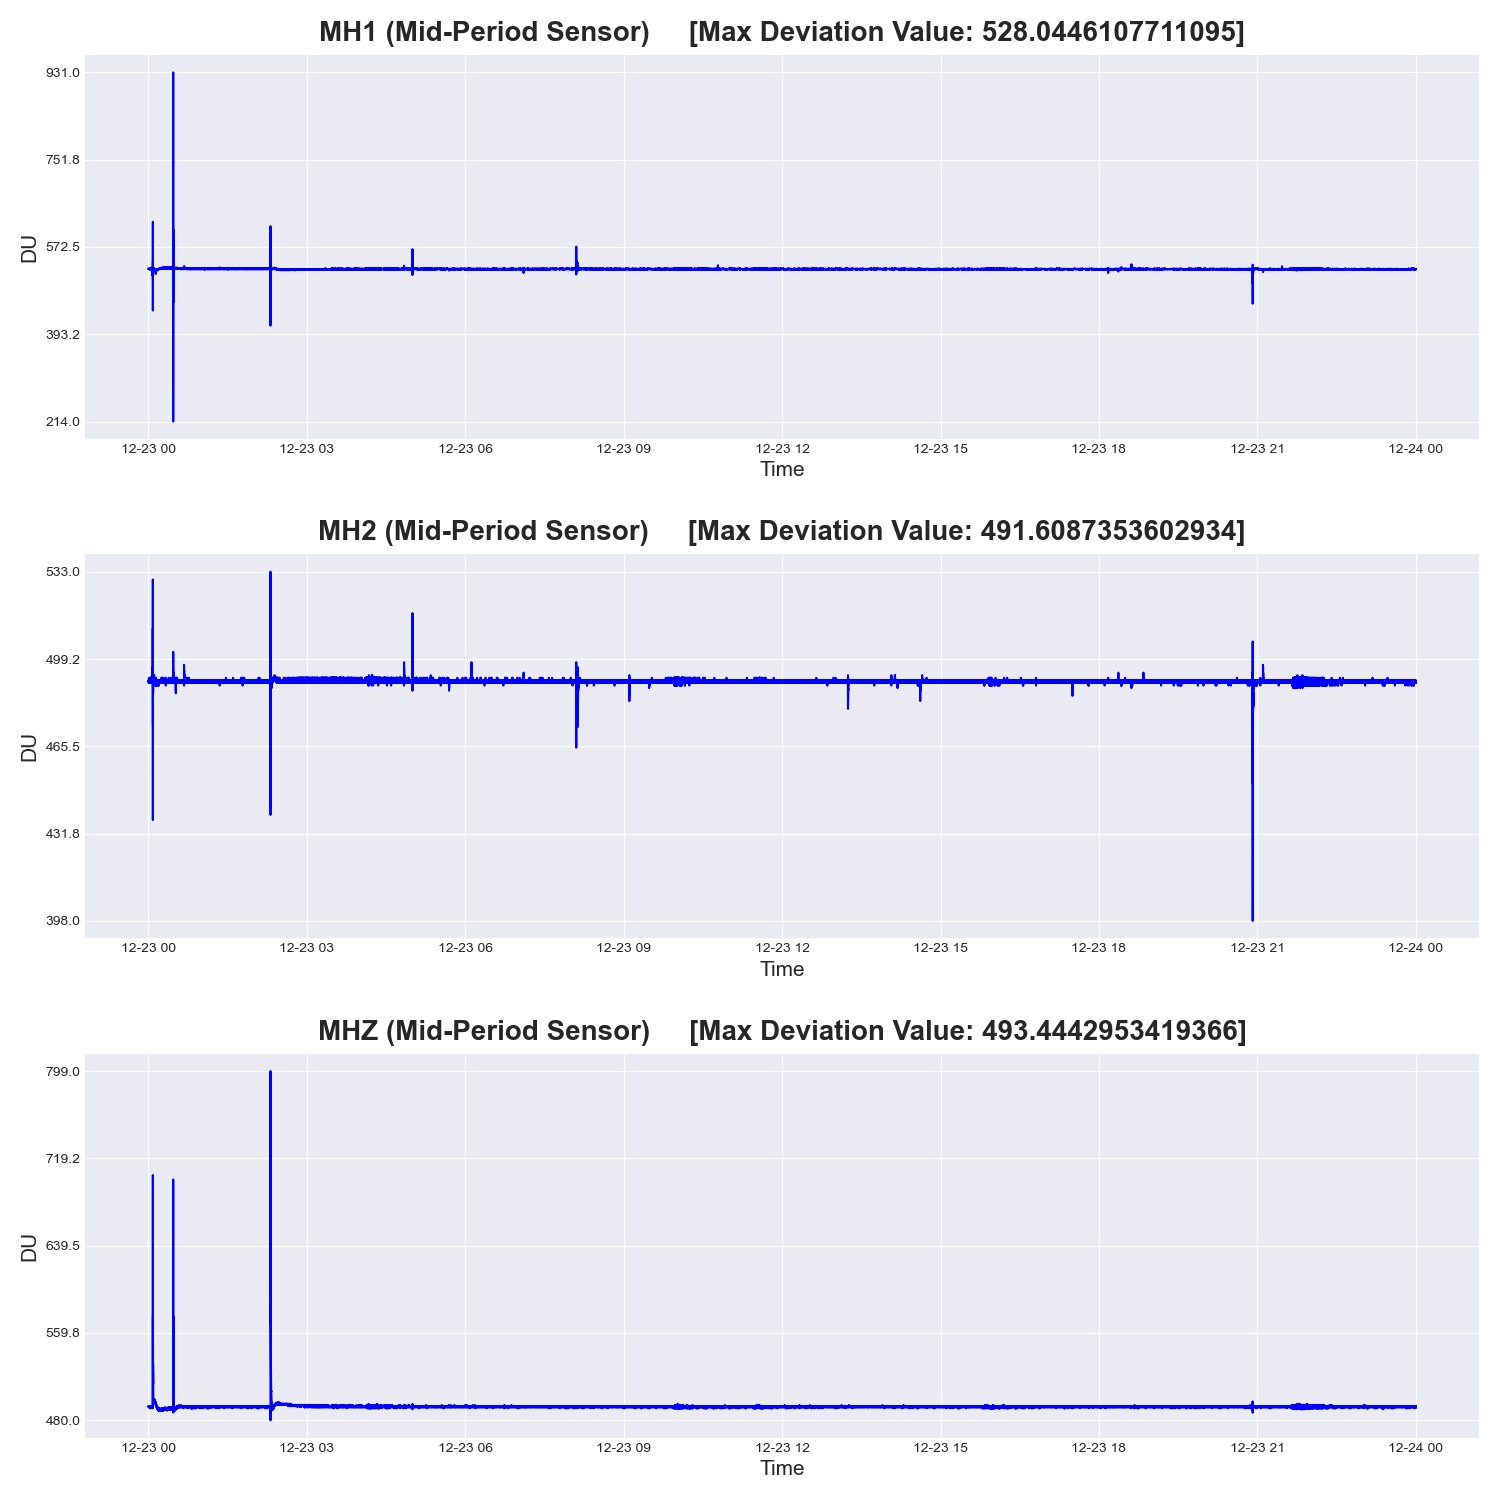 MH1 (Mid-Period Sensor) [Max Deviation Value: 528.0446107711095]
931.0
751.8
572.5
393.2
214.0
DU
12-23 00 12-23 03 12-23 06 12-23 09 12-23 12 12-23 15 12-23 18 12-23 21 12-24 00
Time
MH2 (Mid-Period Sensor) [Max Deviation Value: 491.6087353602934]
533.0
499.2
465.5
431.8
398.0
DU
12-23 00 12-23 03 12-23 06 12-23 09 12-23 12 12-23 15 12-23 18 12-23 21 12-24 00
Time
MHZ (Mid-Period Sensor) [Max Deviation Value: 493.4442953419366]
799.0
719.2
639.5
559.8
480.0
DU
12-23 00 12-23 03 12-23 06 12-23 09 12-23 12 12-23 15 12-23 18 12-23 21 12-24 00
Time